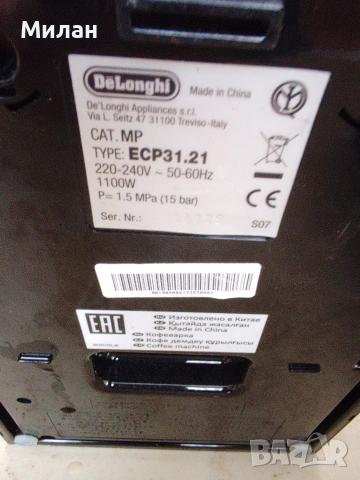 Милан
DeLonghi
Made in China
De'Longhi Appliances s.r.l.
Via L. Seitz 47 31100 Treviso-Italy
CAT. MP
TYPE: ECP31.21
220-240V ~ 50-60Hz
1100W
P= 1.5 MPa (15 bar)
Ser. Nr.:
S07
EAC
Изготовлено в Китае
Қытайда жасалған
Made in China
Кофеварка
Кофе демдеу құрылғысы
Coffee machine
BAZAR